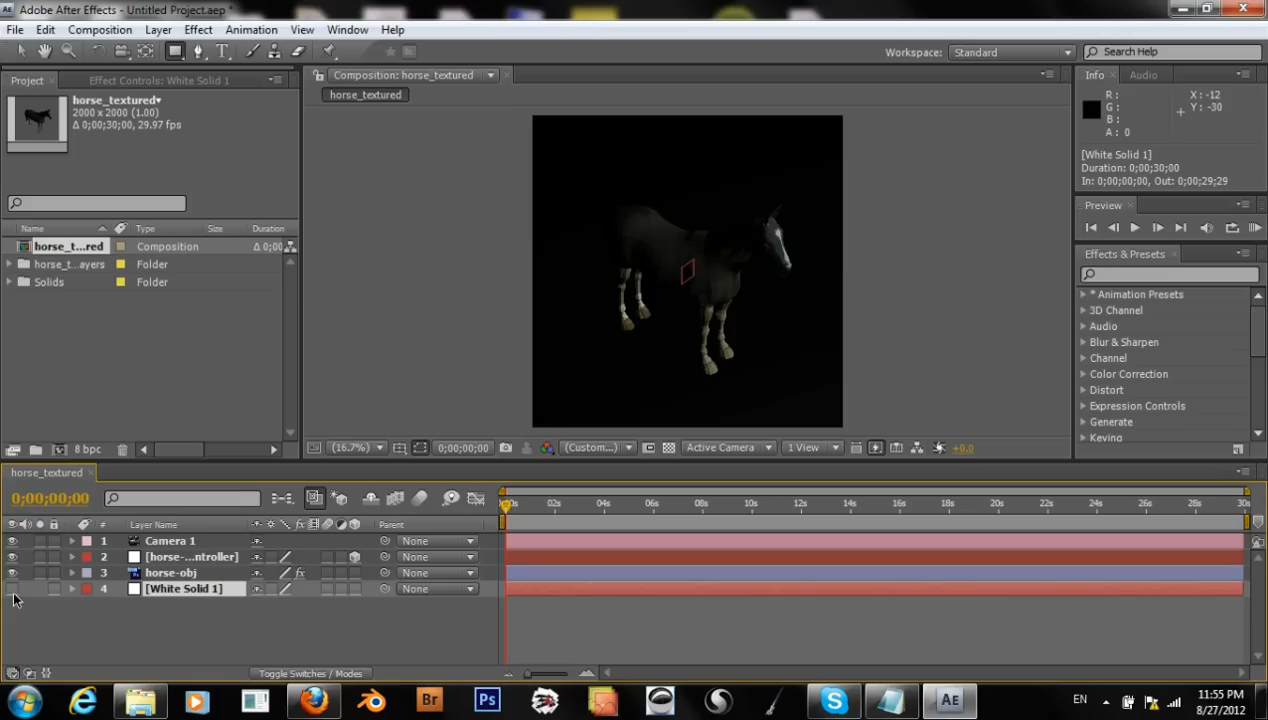 Adobe After Effects - Untitled Project.aep *
File Edit Composition Layer Effect Animation View Window Help
Workspace: Standard Search Help
Project Effect Controls: White Solid 1
horse_textured▾
2000 x 2000 (1.00)
Δ 0;00;30;00, 29.97 fps
Name Type Size Duration
horse_t...red Composition Δ 0;00
horse_t...ayers Folder
Solids Folder
8 bpc
Composition: horse_textured
horse_textured
(16.7%) 0;00;00;00 (Custom...) Active Camera 1 View +0.0
Info Audio
R : X : -12
G : Y : -30
B :
A : 0
[White Solid 1]
Duration: 0;00;30;00
In: 0;00;00;00, Out: 0;00;29;29
Preview
Effects & Presets
* Animation Presets
3D Channel
Audio
Blur & Sharpen
Channel
Color Correction
Distort
Expression Controls
Generate
Keying
horse_textured
0;00;00;00
02s 04s 06s 08s 10s 12s 14s 16s 18s 20s 22s 24s 26s 28s 30s
# Layer Name Parent
1 Camera 1 None
2 [horse-...ntroller] None
3 horse-obj None
4 [White Solid 1] None
Toggle Switches / Modes
Br Ps AE EN 11:55 PM
8/27/2012